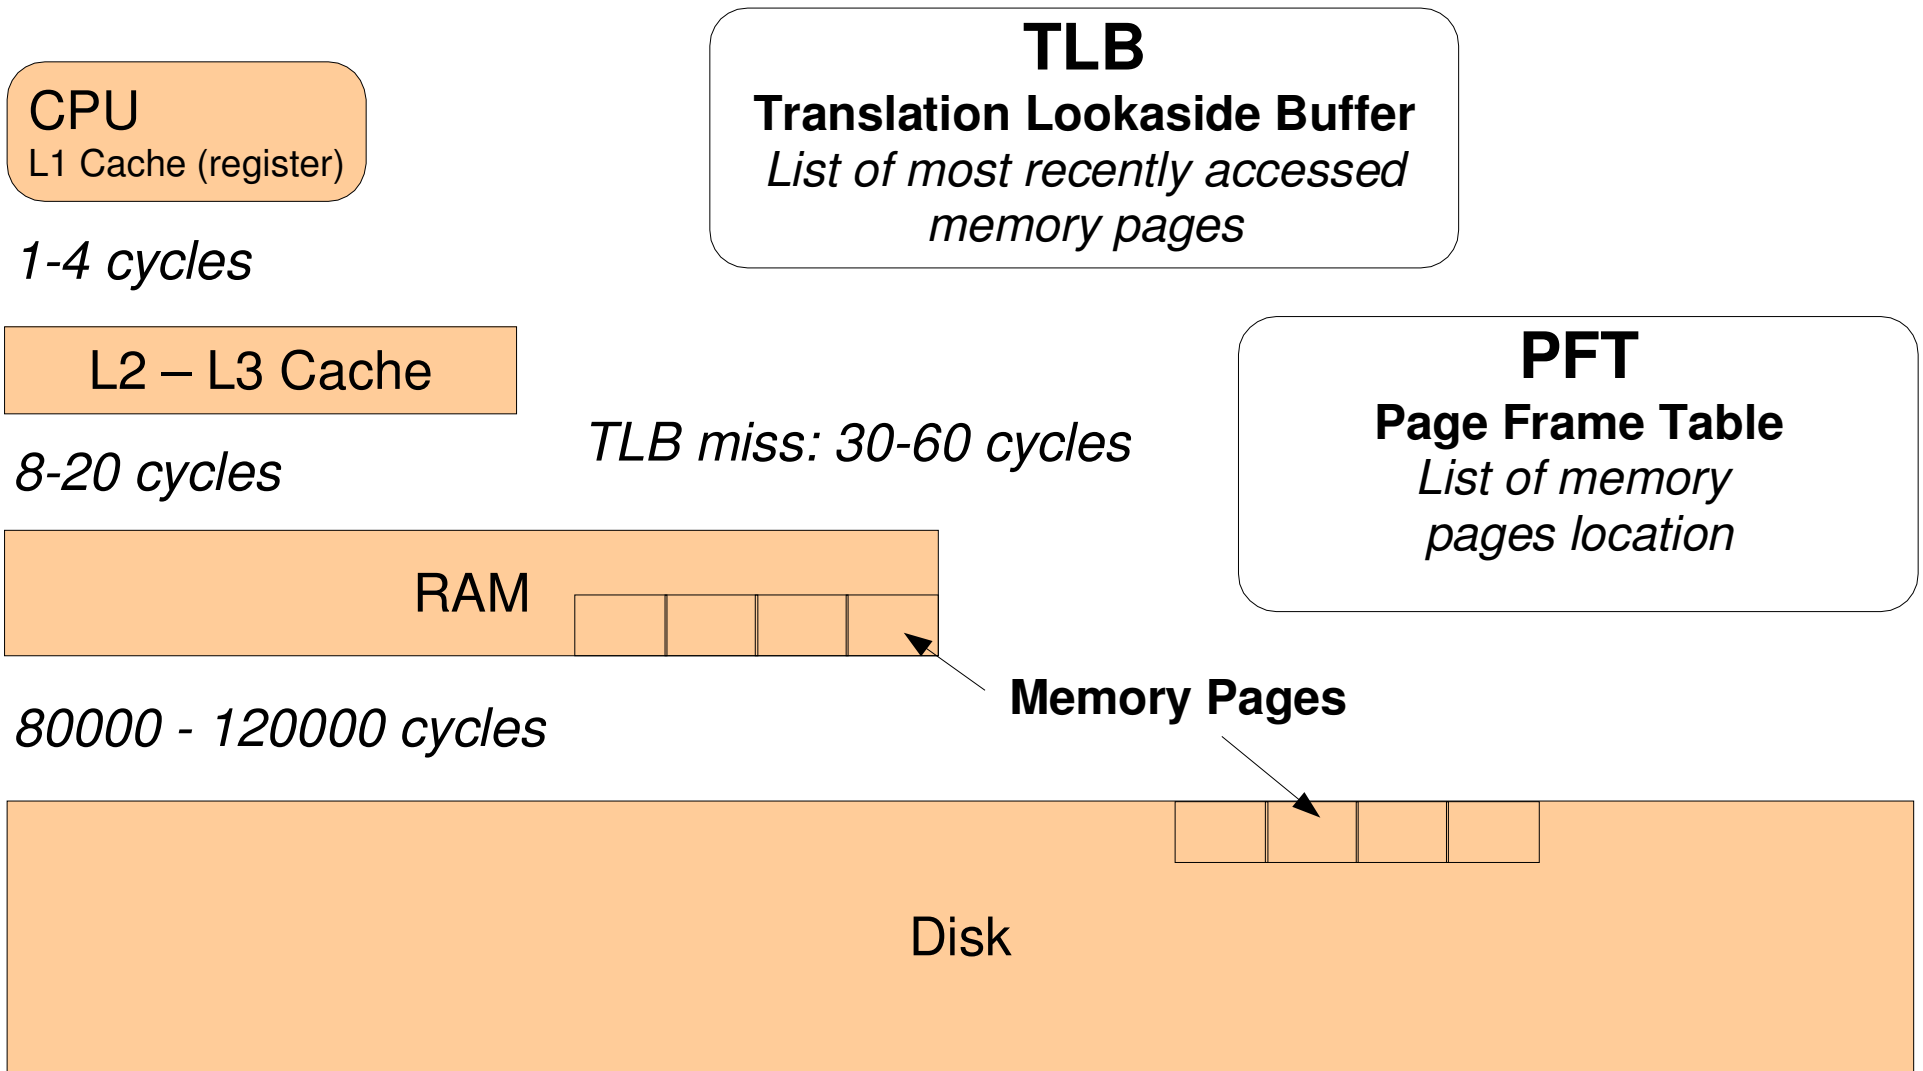 TLB
Translation Lookaside Buffer
List of most recently accessed
memory pages
CPU
L1 Cache (register)
1-4 cycles
L2 – L3 Cache
PFT
Page Frame Table
List of memory
pages location
TLB miss: 30-60 cycles
8-20 cycles
RAM
Memory Pages
80000 - 120000 cycles
Disk